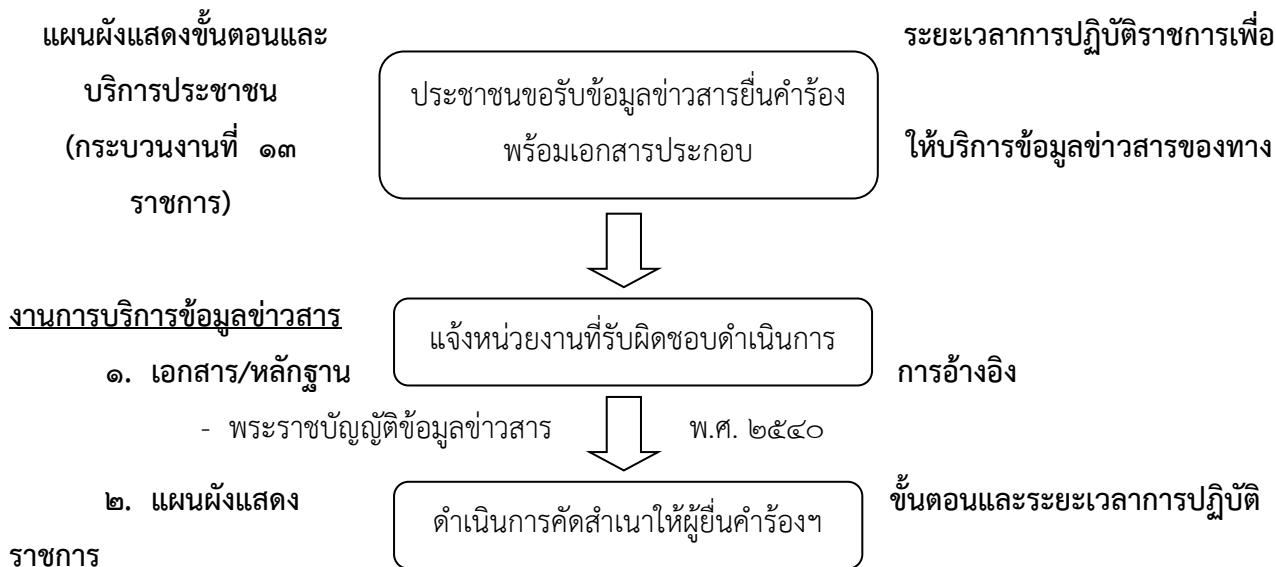 แผนผังแสดงขั้นตอนและ ระยะเวลาการปฏิบัติราชการเพื่อ
บริการประชาชน
(กระบวนงานที่ ๑๓ ให้บริการข้อมูลข่าวสารของทาง
ราชการ)
ประชาชนขอรับข้อมูลข่าวสารยื่นคำร้อง
พร้อมเอกสารประกอบ
งานการบริการข้อมูลข่าวสาร
แจ้งหน่วยงานที่รับผิดชอบดำเนินการ
๑. เอกสาร/หลักฐาน การอ้างอิง
- พระราชบัญญัติข้อมูลข่าวสาร พ.ศ. ๒๕๔๐
๒. แผนผังแสดง ขั้นตอนและระยะเวลาการปฏิบัติ
ราชการ
ดำเนินการคัดสำเนาให้ผู้ยื่นคำร้องฯ